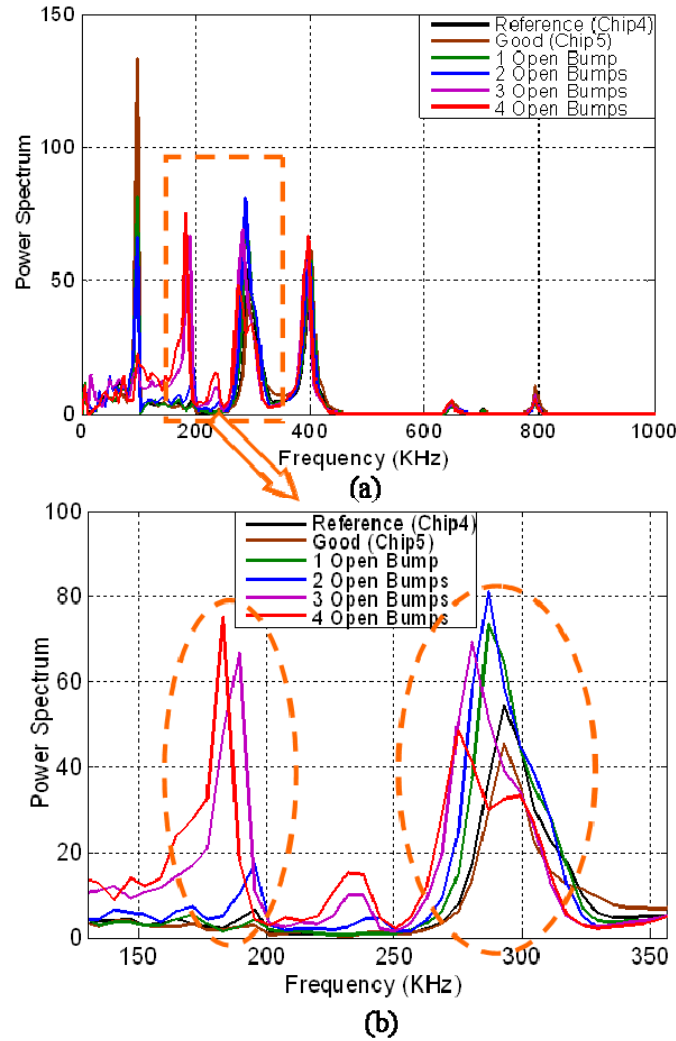 Reference (Chip4)
Good (Chip5)
1 Open Bump
2 Open Bumps
3 Open Bumps
4 Open Bumps
150
100
50
0
Power Spectrum
0 200 400 600 800 1000
Frequency (KHz)
(a)
Reference (Chip4)
Good (Chip5)
1 Open Bump
2 Open Bumps
3 Open Bumps
4 Open Bumps
100
80
60
40
20
0
Power Spectrum
150 200 250 300 350
Frequency (KHz)
(b)